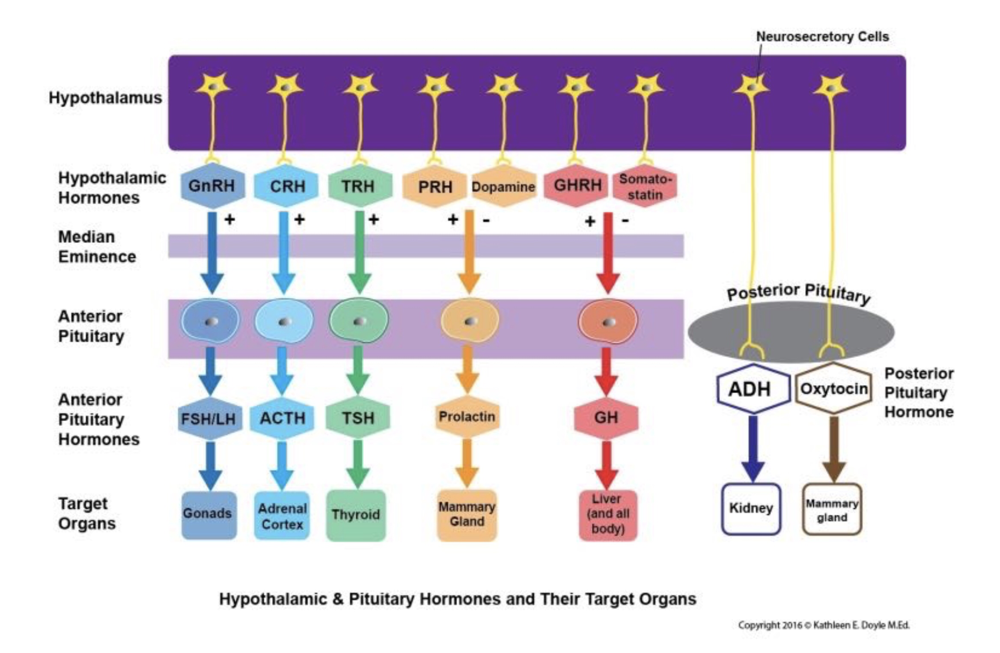 Neurosecretory Cells
Hypothalamus
Hypothalamic
Hormones
GnRH
CRH
TRH
PRH
Dopamine
GHRH
Somato-
statin
+
+
+
+
-
+
-
Median
Eminence
Anterior
Pituitary
Posterior Pituitary
Anterior
Pituitary
Hormones
FSH/LH
ACTH
TSH
Prolactin
GH
ADH
Oxytocin
Posterior
Pituitary
Hormone
Target
Organs
Gonads
Adrenal
Cortex
Thyroid
Mammary
Gland
Liver
(and all
body)
Kidney
Mammary
gland
Hypothalamic & Pituitary Hormones and Their Target Organs
Copyright 2016 © Kathleen E. Doyle M.Ed.